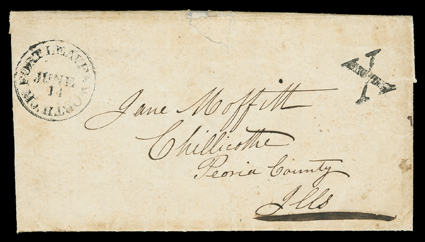 FORT LEAVENWORTH M.
JUNE
14
Jane Moffitt
Chillicothe
Peoria County
Ills